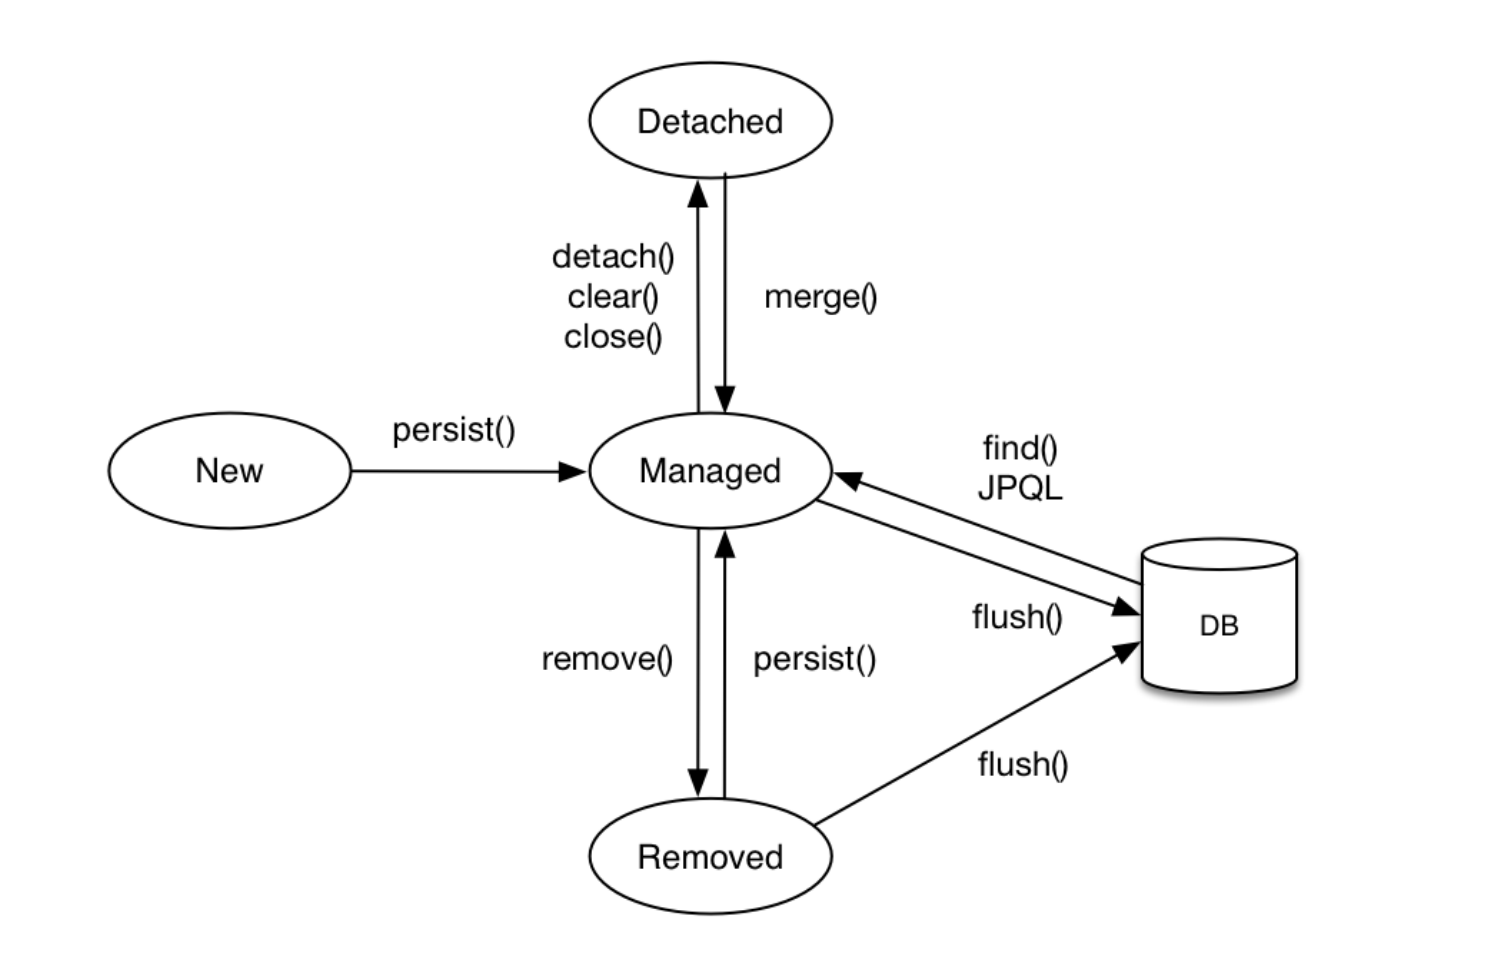 Detached
detach()
clear()
close()
merge()
New
persist()
Managed
find()
JPQL
flush()
DB
remove()
persist()
flush()
Removed